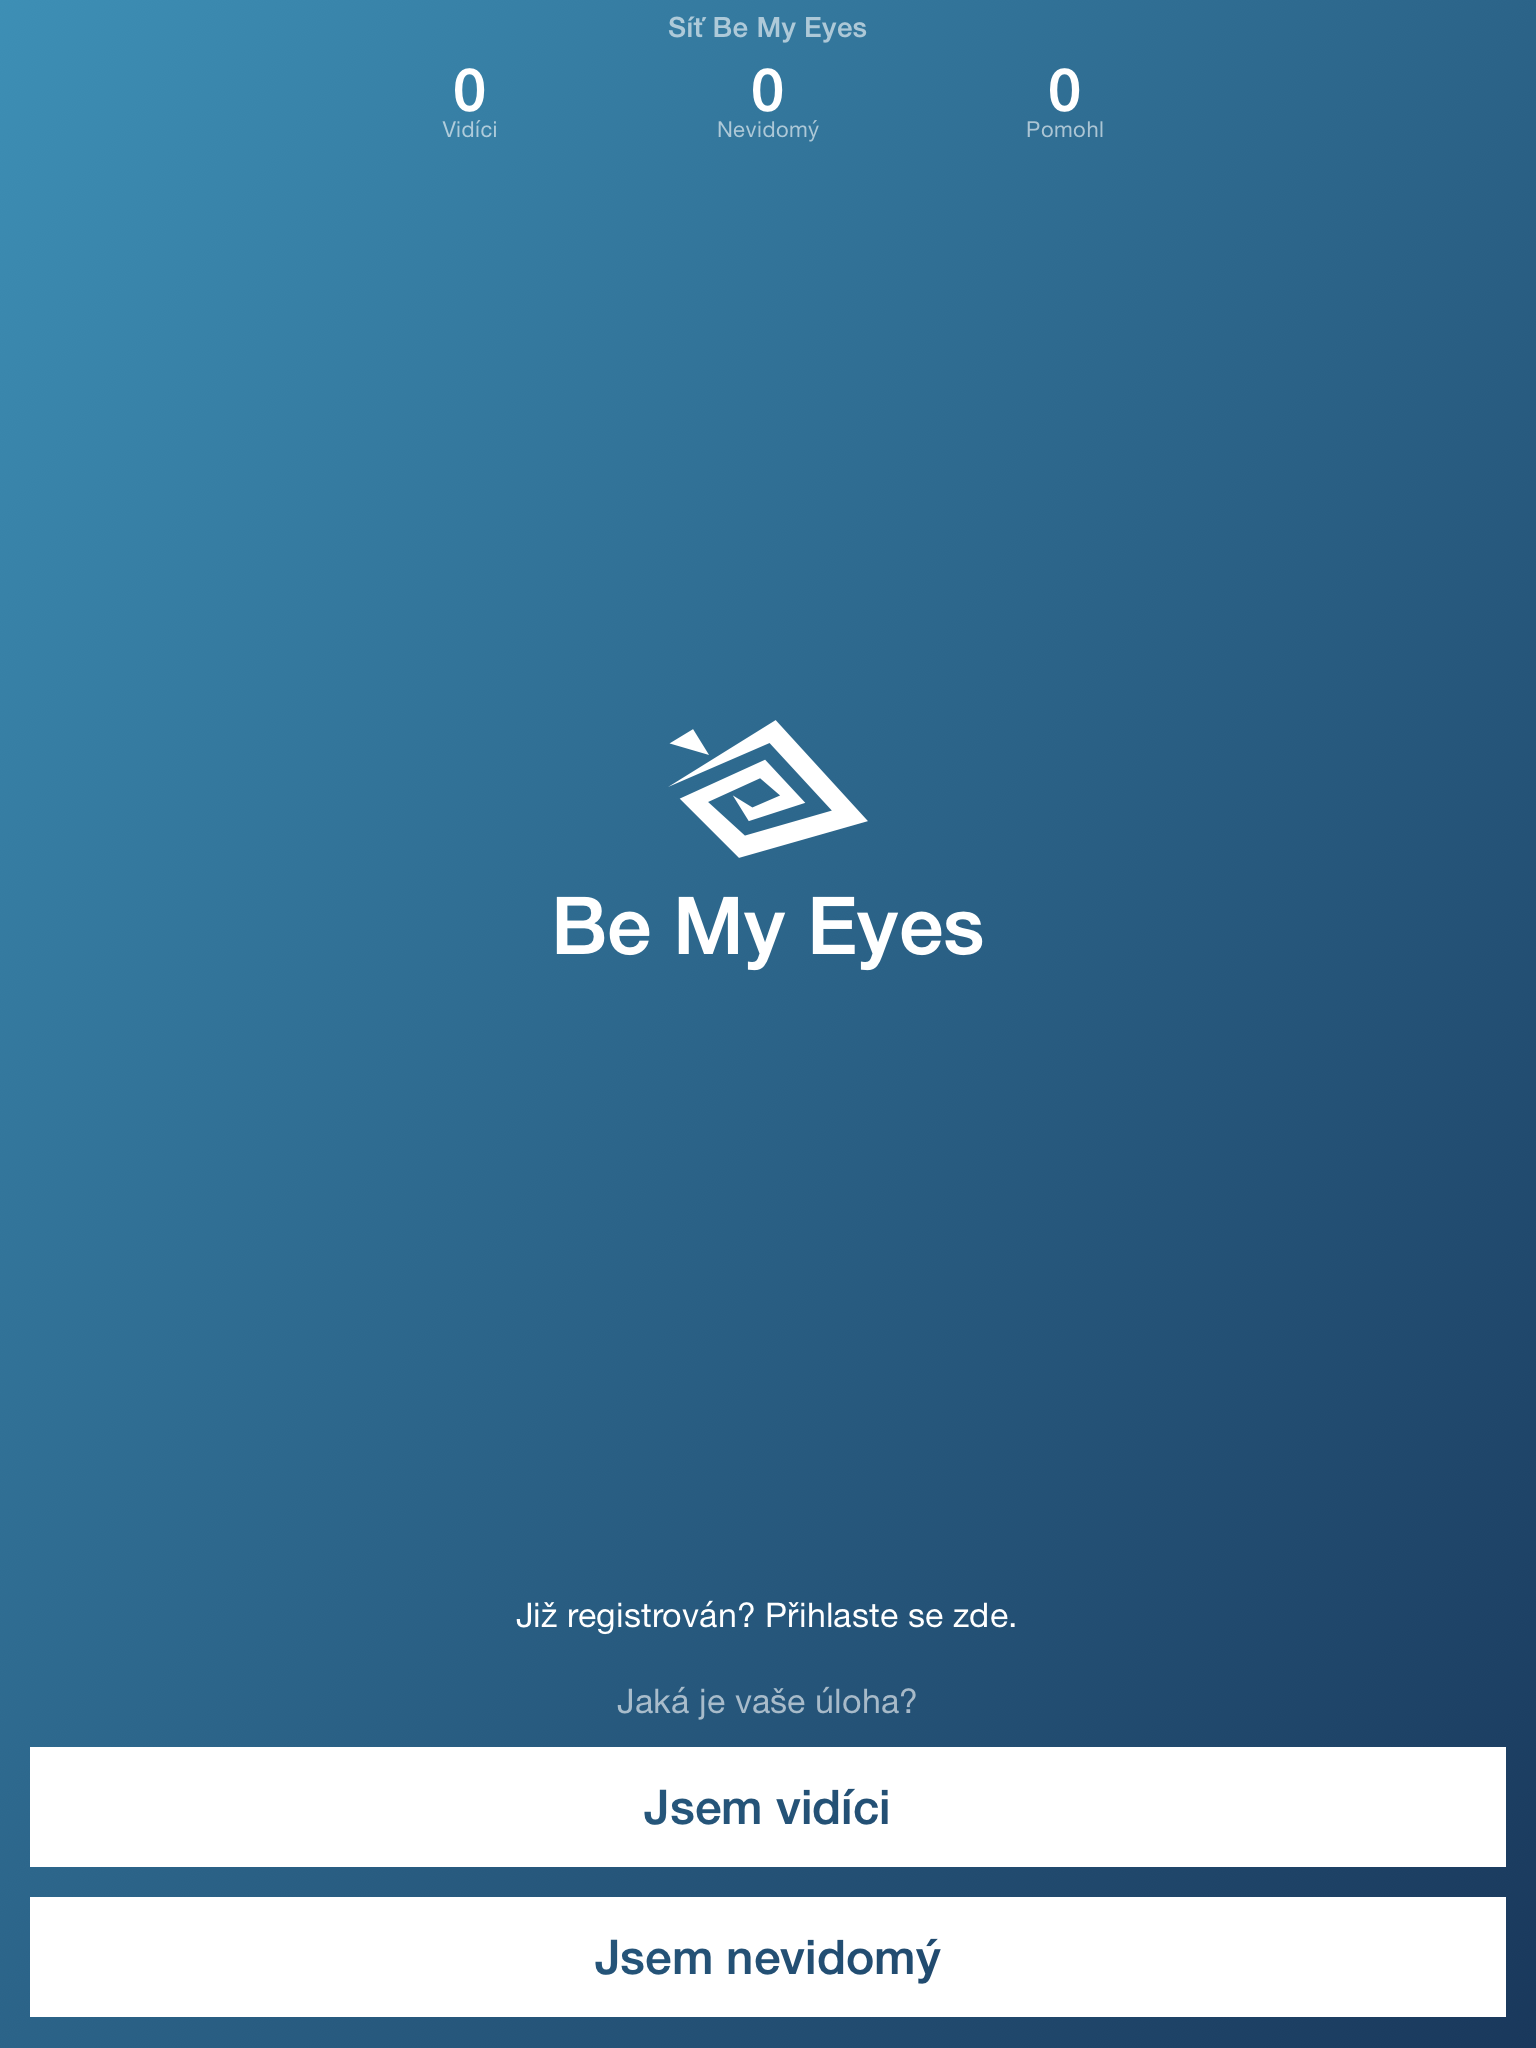 Síť Be My Eyes
0 0 0
Vidíci Nevidomý Pomohl
Be My Eyes
Již registrován? Přihlaste se zde.
Jaká je vaše úloha?
Jsem vidíci
Jsem nevidomý